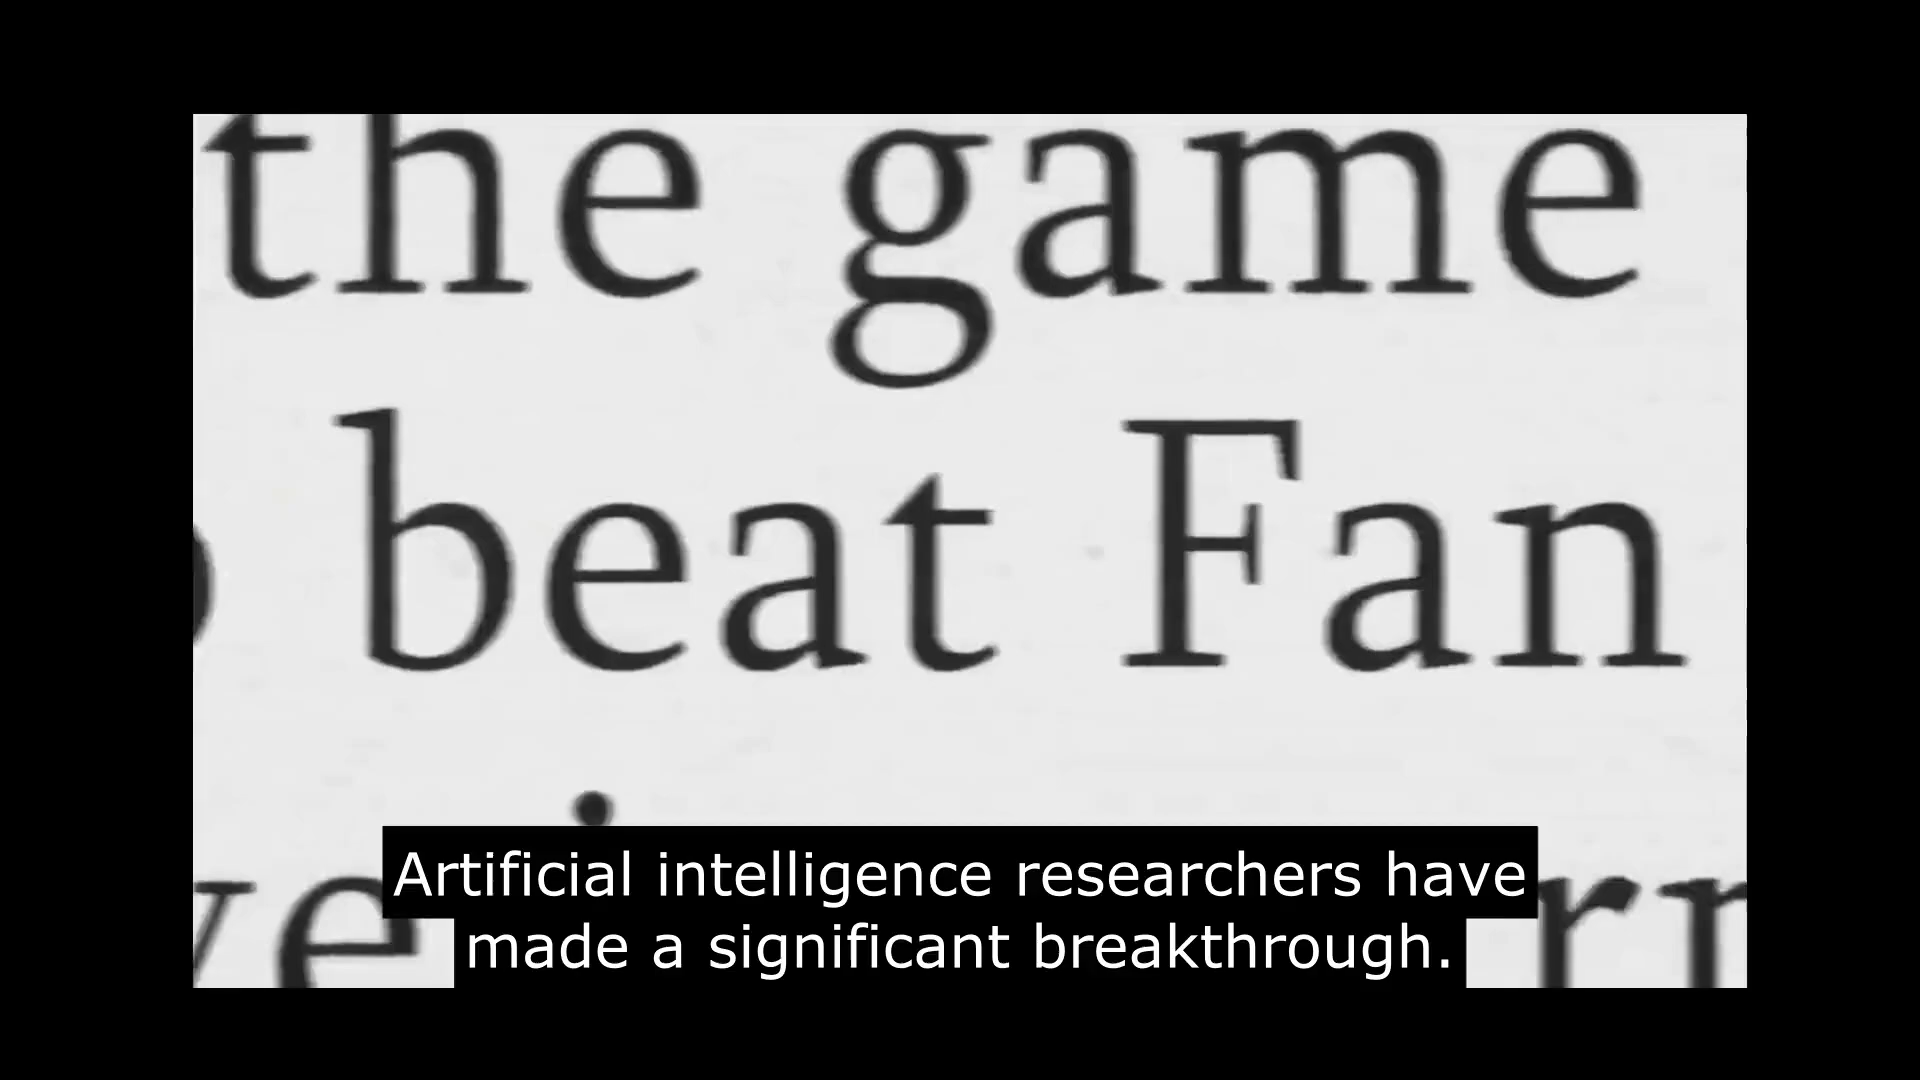 the game
beat Fan
Artificial intelligence researchers have
made a significant breakthrough.